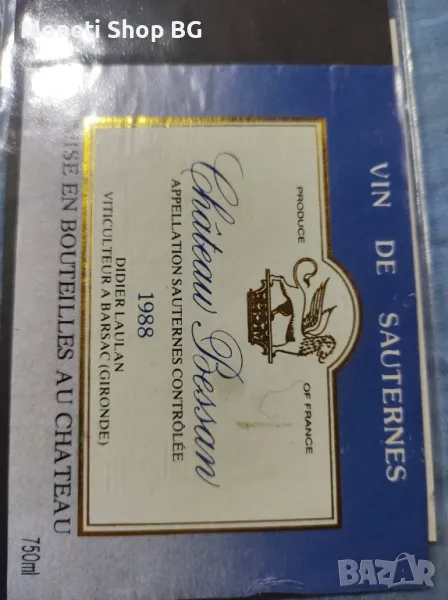 Moneti Shop BG
VIN DE SAUTERNES
PRODUCE
OF FRANCE
Château Bessan
APPELLATION SAUTERNES CONTRÔLÉE
1988
DIDIER LAULAN
VITICULTEUR A BARSAC (GIRONDE)
MISE EN BOUTEILLES AU CHATEAU
750ml
BAZAR